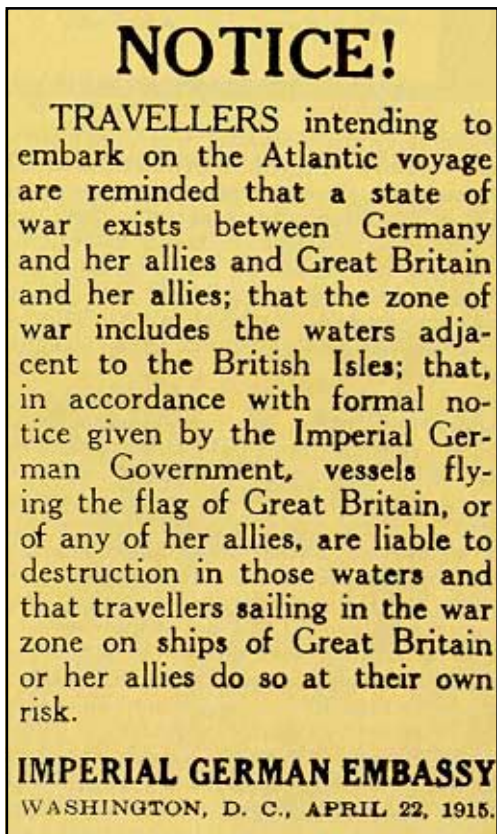 NOTICE!
TRAVELLERS intending to
embark on the Atlantic voyage
are reminded that a state of
war exists between Germany
and her allies and Great Britain
and her allies; that the zone of
war includes the waters adja-
cent to the British Isles; that,
in accordance with formal no-
tice given by the Imperial Ger-
man Government, vessels fly-
ing the flag of Great Britain, or
of any of her allies, are liable to
destruction in those waters and
that travellers sailing in the war
zone on ships of Great Britain
or her allies do so at their own
risk.
IMPERIAL GERMAN EMBASSY
WASHINGTON, D. C., APRIL 22, 1915.